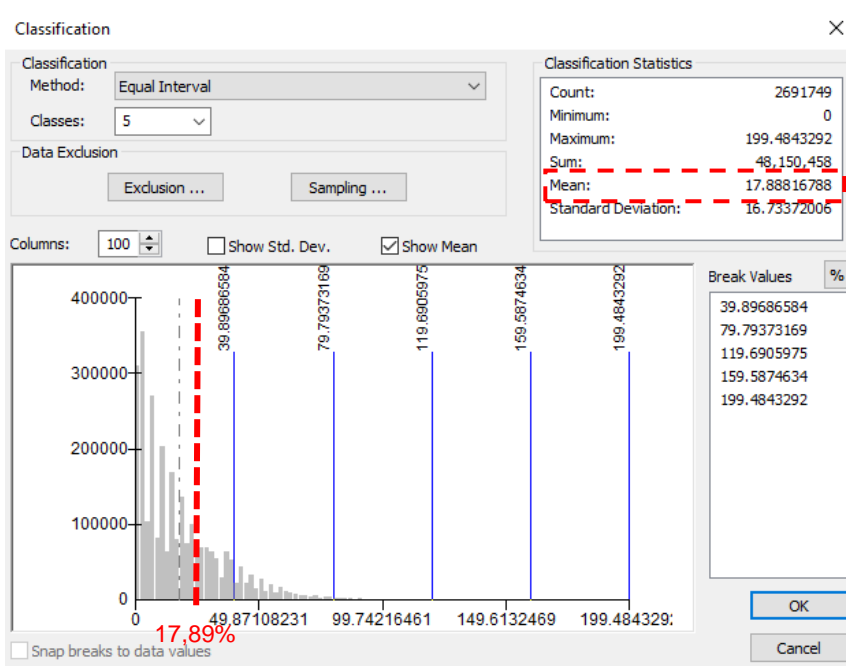 Classification
Classification
Method: Equal Interval
Classes: 5
Data Exclusion
Exclusion ...
Sampling ...
Classification Statistics
Count: 2691749
Minimum: 0
Maximum: 199.4843292
Sum: 48,150,458
Mean: 17.88816788
Standard Deviation: 16.73372006
Columns: 100
Show Std. Dev.
Show Mean
Break Values %
39.89686584
79.79373169
119.6905975
159.5874634
199.4843292
39.89686584
79.79373169
119.6905975
159.5874634
199.4843292
400000
300000
200000
100000
0
0 49,87108231 99.74216461 149.6132469 199.4843292
17,89%
Snap breaks to data values
OK
Cancel